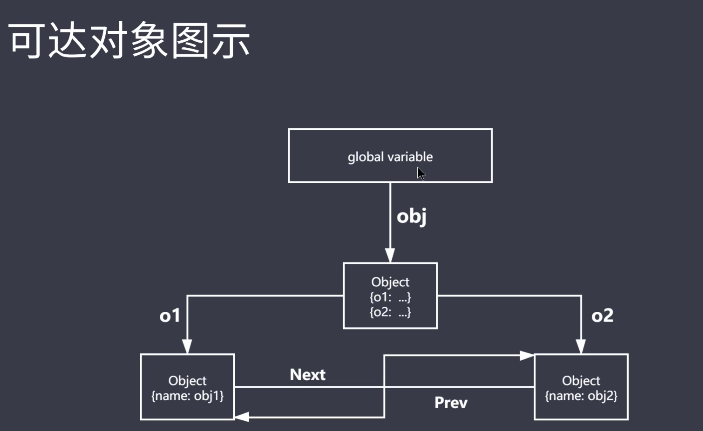 可达对象图示
global variable
obj
Object
{o1: ...}
{o2: ...}
o1
o2
Object
{name: obj1}
Next
Prev
Object
{name: obj2}